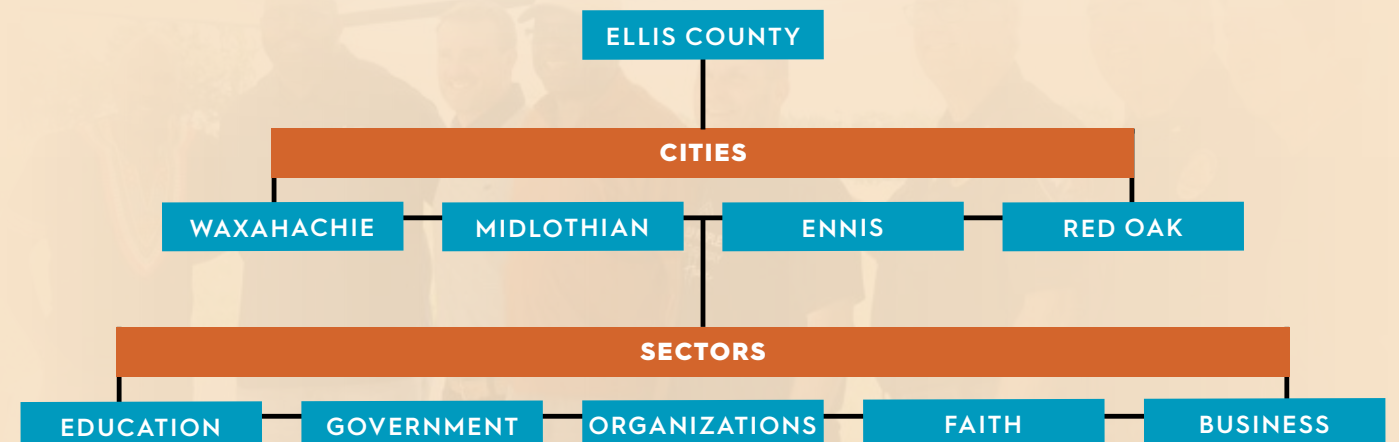 ELLIS COUNTY
CITIES
WAXAHACHIE
MIDLOTHIAN
ENNIS
RED OAK
SECTORS
EDUCATION
GOVERNMENT
ORGANIZATIONS
FAITH
BUSINESS